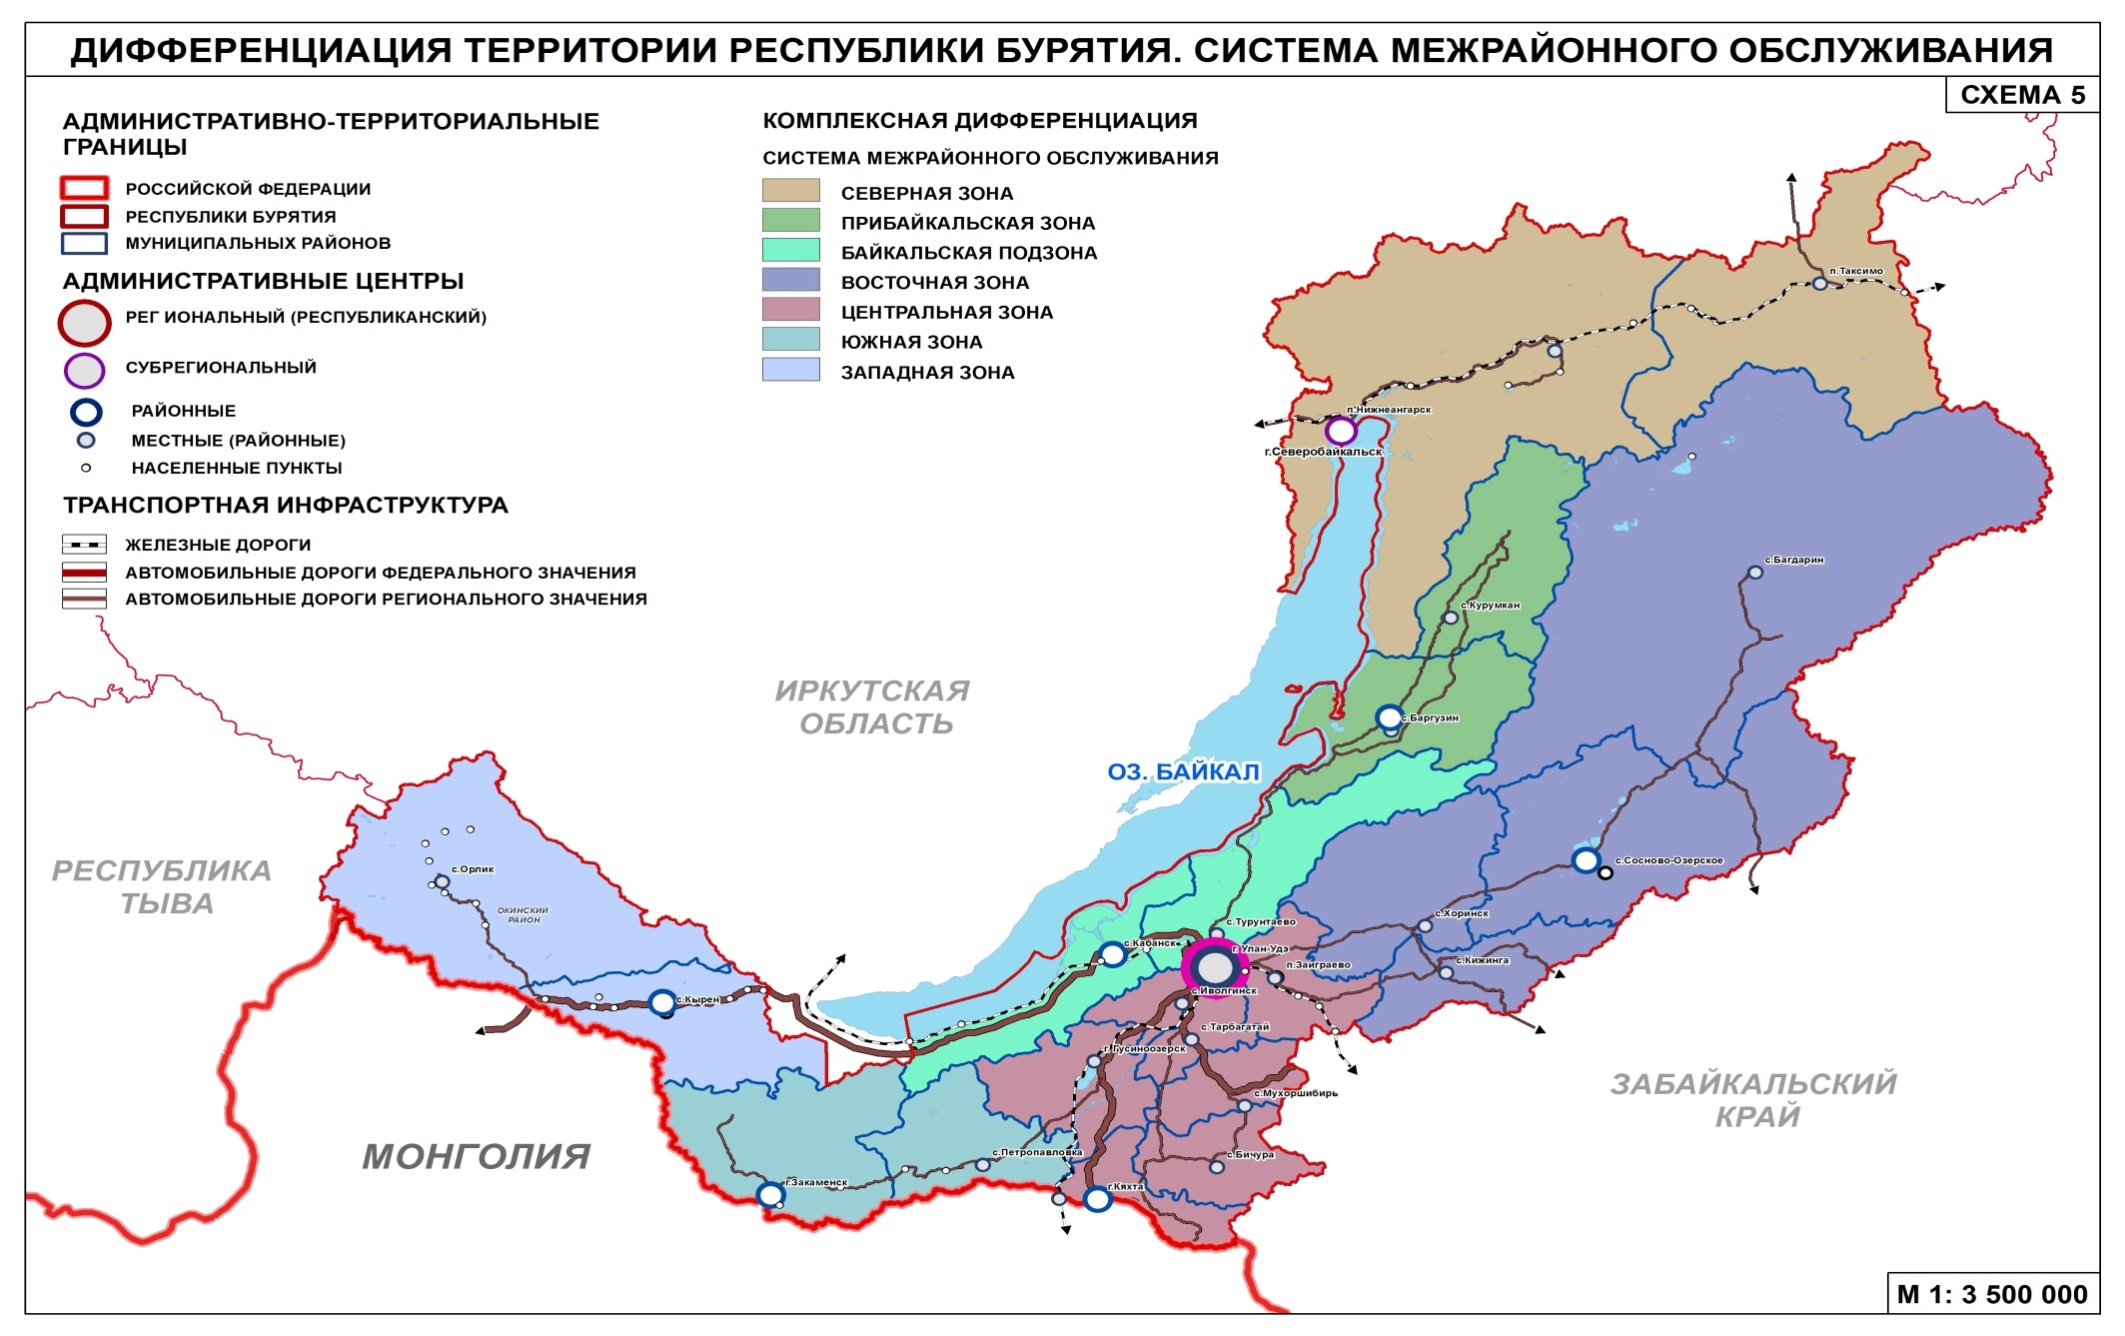 ДИФФЕРЕНЦИАЦИЯ ТЕРРИТОРИИ РЕСПУБЛИКИ БУРЯТИЯ. СИСТЕМА МЕЖРАЙОННОГО ОБСЛУЖИВАНИЯ
СХЕМА 5
АДМИНИСТРАТИВНО-ТЕРРИТОРИАЛЬНЫЕ
ГРАНИЦЫ
РОССИЙСКОЙ ФЕДЕРАЦИИ
РЕСПУБЛИКИ БУРЯТИЯ
МУНИЦИПАЛЬНЫХ РАЙОНОВ
АДМИНИСТРАТИВНЫЕ ЦЕНТРЫ
РЕГ ИОНАЛЬНЫЙ (РЕСПУБЛИКАНСКИЙ)
СУБРЕГИОНАЛЬНЫЙ
РАЙОННЫЕ
МЕСТНЫЕ (РАЙОННЫЕ)
НАСЕЛЕННЫЕ ПУНКТЫ
ТРАНСПОРТНАЯ ИНФРАСТРУКТУРА
ЖЕЛЕЗНЫЕ ДОРОГИ
АВТОМОБИЛЬНЫЕ ДОРОГИ ФЕДЕРАЛЬНОГО ЗНАЧЕНИЯ
АВТОМОБИЛЬНЫЕ ДОРОГИ РЕГИОНАЛЬНОГО ЗНАЧЕНИЯ
КОМПЛЕКСНАЯ ДИФФЕРЕНЦИАЦИЯ
СИСТЕМА МЕЖРАЙОННОГО ОБСЛУЖИВАНИЯ
СЕВЕРНАЯ ЗОНА
ПРИБАЙКАЛЬСКАЯ ЗОНА
БАЙКАЛЬСКАЯ ПОДЗОНА
ВОСТОЧНАЯ ЗОНА
ЦЕНТРАЛЬНАЯ ЗОНА
ЮЖНАЯ ЗОНА
ЗАПАДНАЯ ЗОНА
п.Таксимо
п.Нижнеангарск
г.Северобайкальск
с.Багдарин
с.Курумкан
ИРКУТСКАЯ
ОБЛАСТЬ
с.Баргузин
ОЗ. БАЙКАЛ
РЕСПУБЛИКА
ТЫВА
с.Орлик
ОКИНСКИЙ
РАЙОН
с.Сосново-Озерское
с.Хоринск
с.Турунтаево
с.Кабанск
г. Улан-Удэ
п.Заиграево
с.Кижинга
с.Иволгинск
с.Кырен
с.Тарбагатай
г. Гусиноозерск
с.Мухоршибирь
ЗАБАЙКАЛЬСКИЙ
КРАЙ
МОНГОЛИЯ
с.Петропавловка
с.Бичура
г.Закаменск
г.Кяхта
М 1: 3 500 000